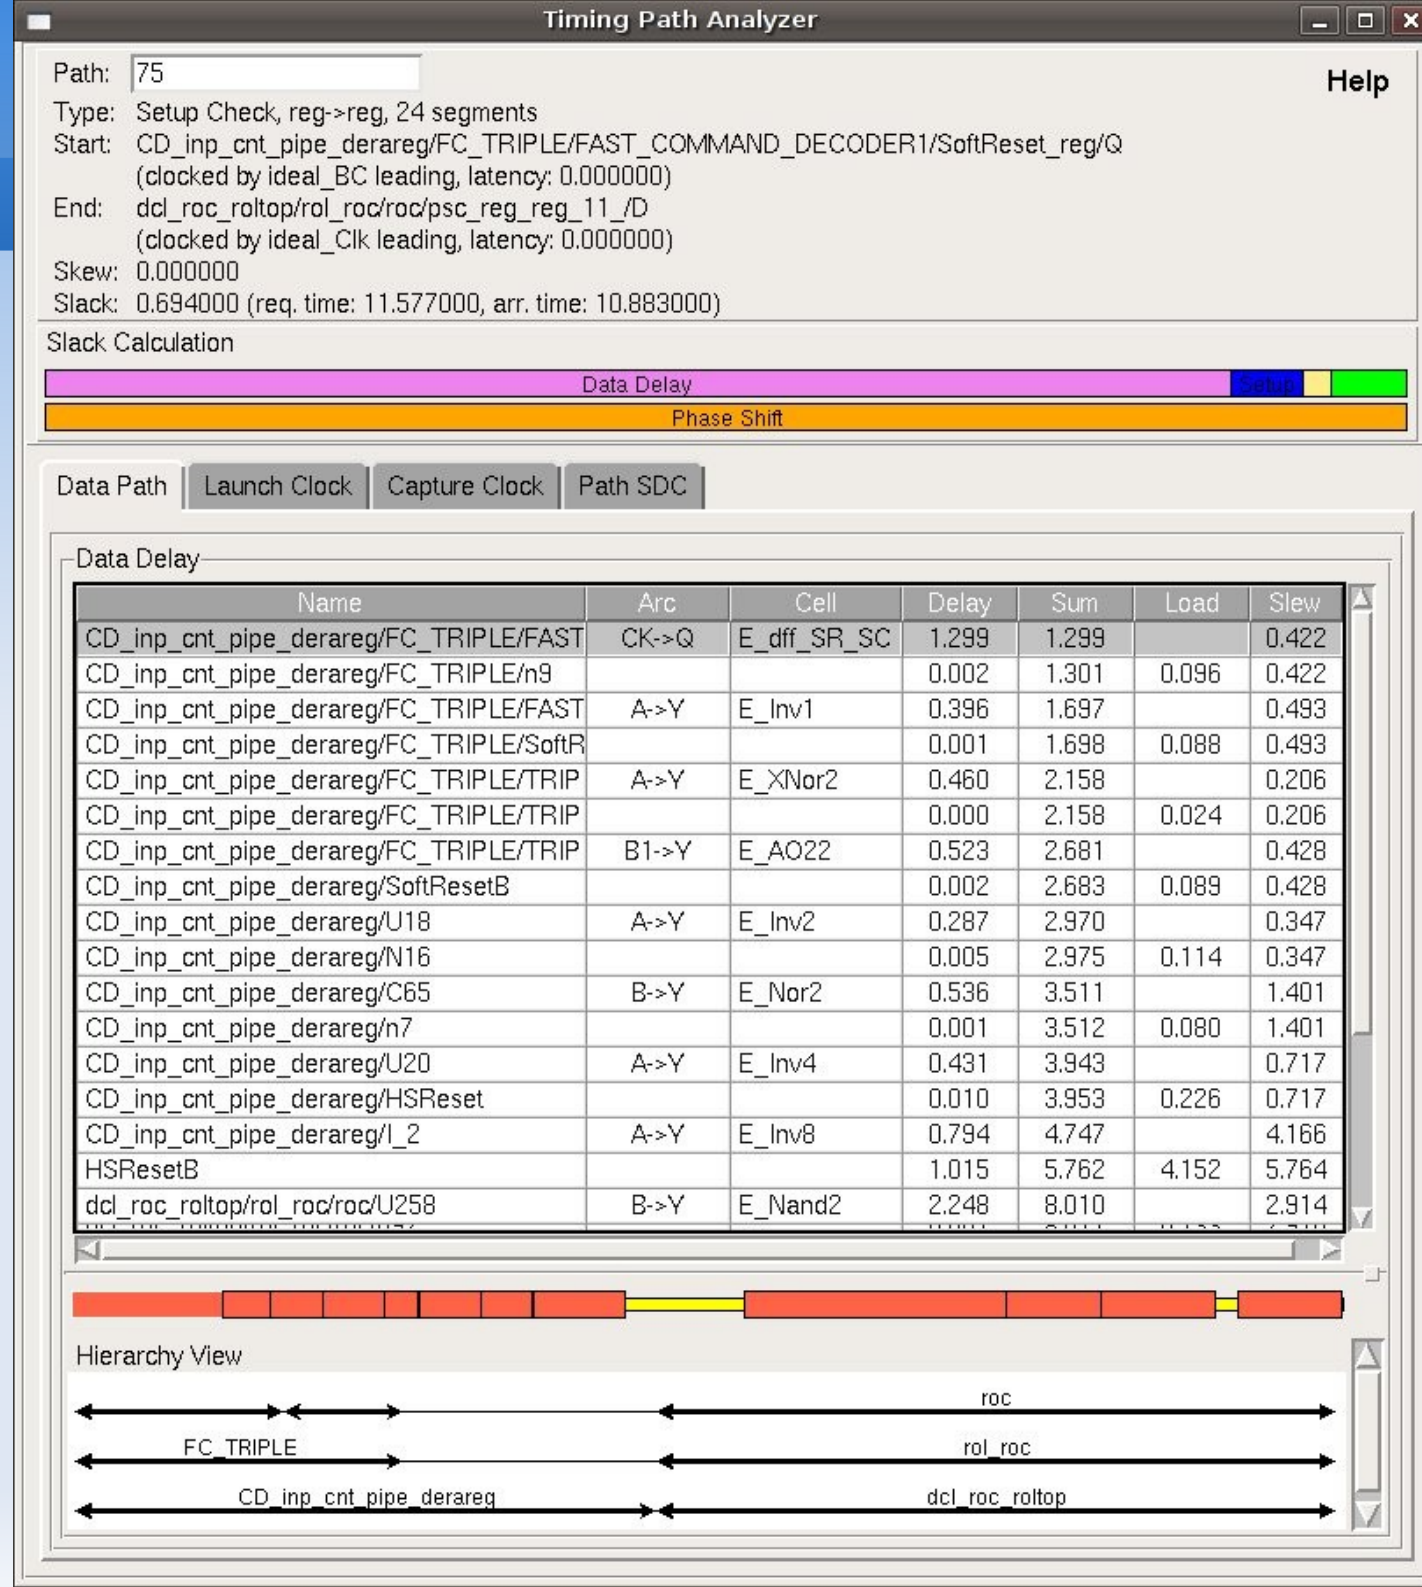 Timing Path Analyzer
Path: 75
Help
Type: Setup Check, reg->reg, 24 segments
Start: CD_inp_cnt_pipe_derareg/FC_TRIPLE/FAST_COMMAND_DECODER1/SoftReset_reg/Q
(clocked by ideal_BC leading, latency: 0.000000)
End: dcl_roc_roltop/rol_roc/roc/psc_reg_reg_11_/D
(clocked by ideal_Clk leading, latency: 0.000000)
Skew: 0.000000
Slack: 0.694000 (req. time: 11.577000, arr. time: 10.883000)
Slack Calculation
Data Delay Setup
Phase Shift
Data Path Launch Clock Capture Clock Path SDC
Data Delay
Name Arc Cell Delay Sum Load Slew
CD_inp_cnt_pipe_derareg/FC_TRIPLE/FAST CK->Q E_dff_SR_SC 1.299 1.299 0.422
CD_inp_cnt_pipe_derareg/FC_TRIPLE/n9 0.002 1.301 0.096 0.422
CD_inp_cnt_pipe_derareg/FC_TRIPLE/FAST A->Y E_Inv1 0.396 1.697 0.493
CD_inp_cnt_pipe_derareg/FC_TRIPLE/SoftR 0.001 1.698 0.088 0.493
CD_inp_cnt_pipe_derareg/FC_TRIPLE/TRIP A->Y E_XNor2 0.460 2.158 0.206
CD_inp_cnt_pipe_derareg/FC_TRIPLE/TRIP 0.000 2.158 0.024 0.206
CD_inp_cnt_pipe_derareg/FC_TRIPLE/TRIP B1->Y E_AO22 0.523 2.681 0.428
CD_inp_cnt_pipe_derareg/SoftResetB 0.002 2.683 0.089 0.428
CD_inp_cnt_pipe_derareg/U18 A->Y E_Inv2 0.287 2.970 0.347
CD_inp_cnt_pipe_derareg/N16 0.005 2.975 0.114 0.347
CD_inp_cnt_pipe_derareg/C65 B->Y E_Nor2 0.536 3.511 1.401
CD_inp_cnt_pipe_derareg/n7 0.001 3.512 0.080 1.401
CD_inp_cnt_pipe_derareg/U20 A->Y E_Inv4 0.431 3.943 0.717
CD_inp_cnt_pipe_derareg/HSReset 0.010 3.953 0.226 0.717
CD_inp_cnt_pipe_derareg/I_2 A->Y E_Inv8 0.794 4.747 4.166
HSResetB 1.015 5.762 4.152 5.764
dcl_roc_roltop/rol_roc/roc/U258 B->Y E_Nand2 2.248 8.010 2.914
Hierarchy View
roc
FC_TRIPLE rol_roc
CD_inp_cnt_pipe_derareg dcl_roc_roltop